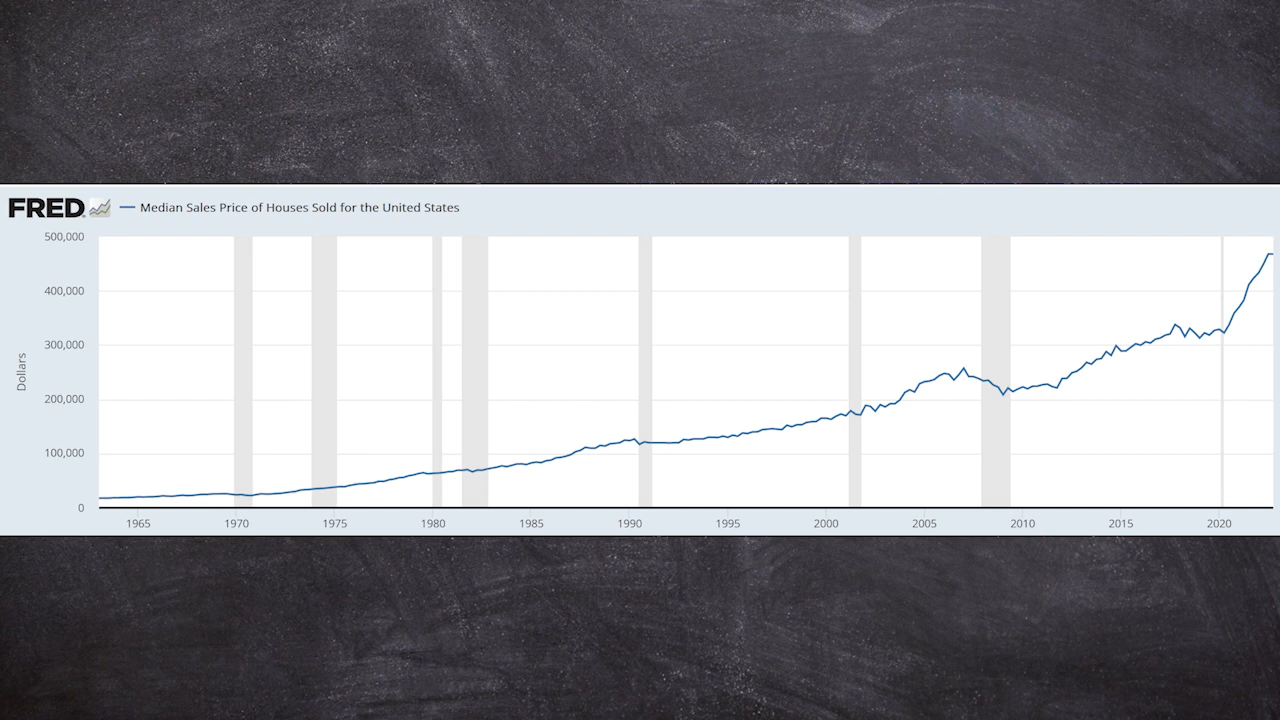 FRED
Median Sales Price of Houses Sold for the United States
500,000
400,000
300,000
200,000
100,000
0
Dollars
1965 1970 1975 1980 1985 1990 1995 2000 2005 2010 2015 2020